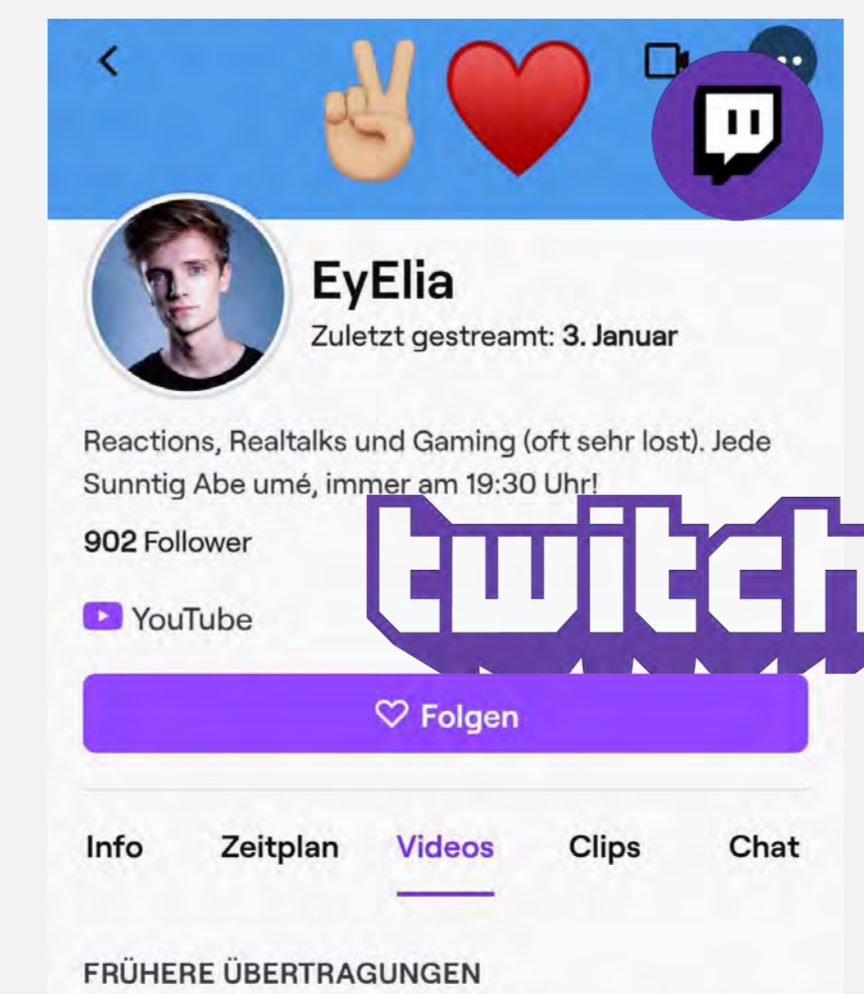 EyElia
Zuletzt gestreamt: 3. Januar
Reactions, Realtalks und Gaming (oft sehr lost). Jede
Sunntig Abe umé, immer am 19:30 Uhr!
902 Follower
twitch
YouTube
Folgen
Info Zeitplan Videos Clips Chat
FRÜHERE ÜBERTRAGUNGEN